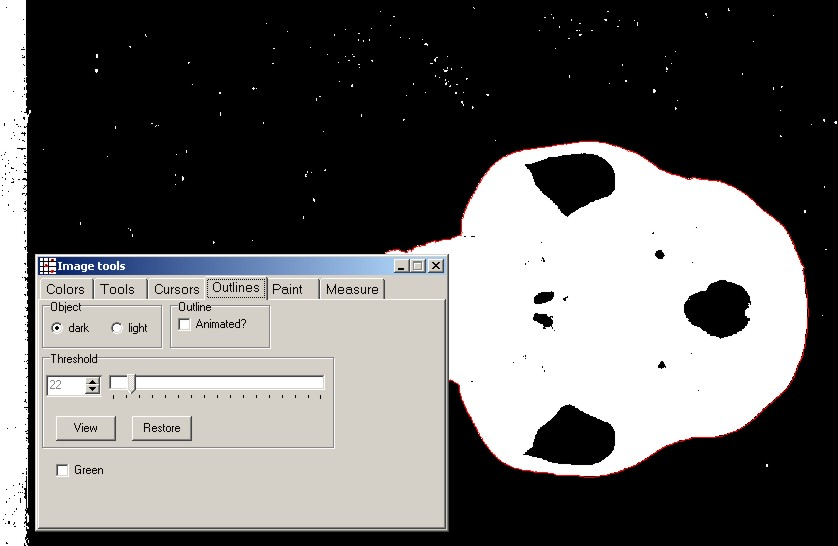 Image tools
Colors Tools Cursors Outlines Paint Measure
Object Outline
dark light Animated?
Threshold
22
View Restore
Green